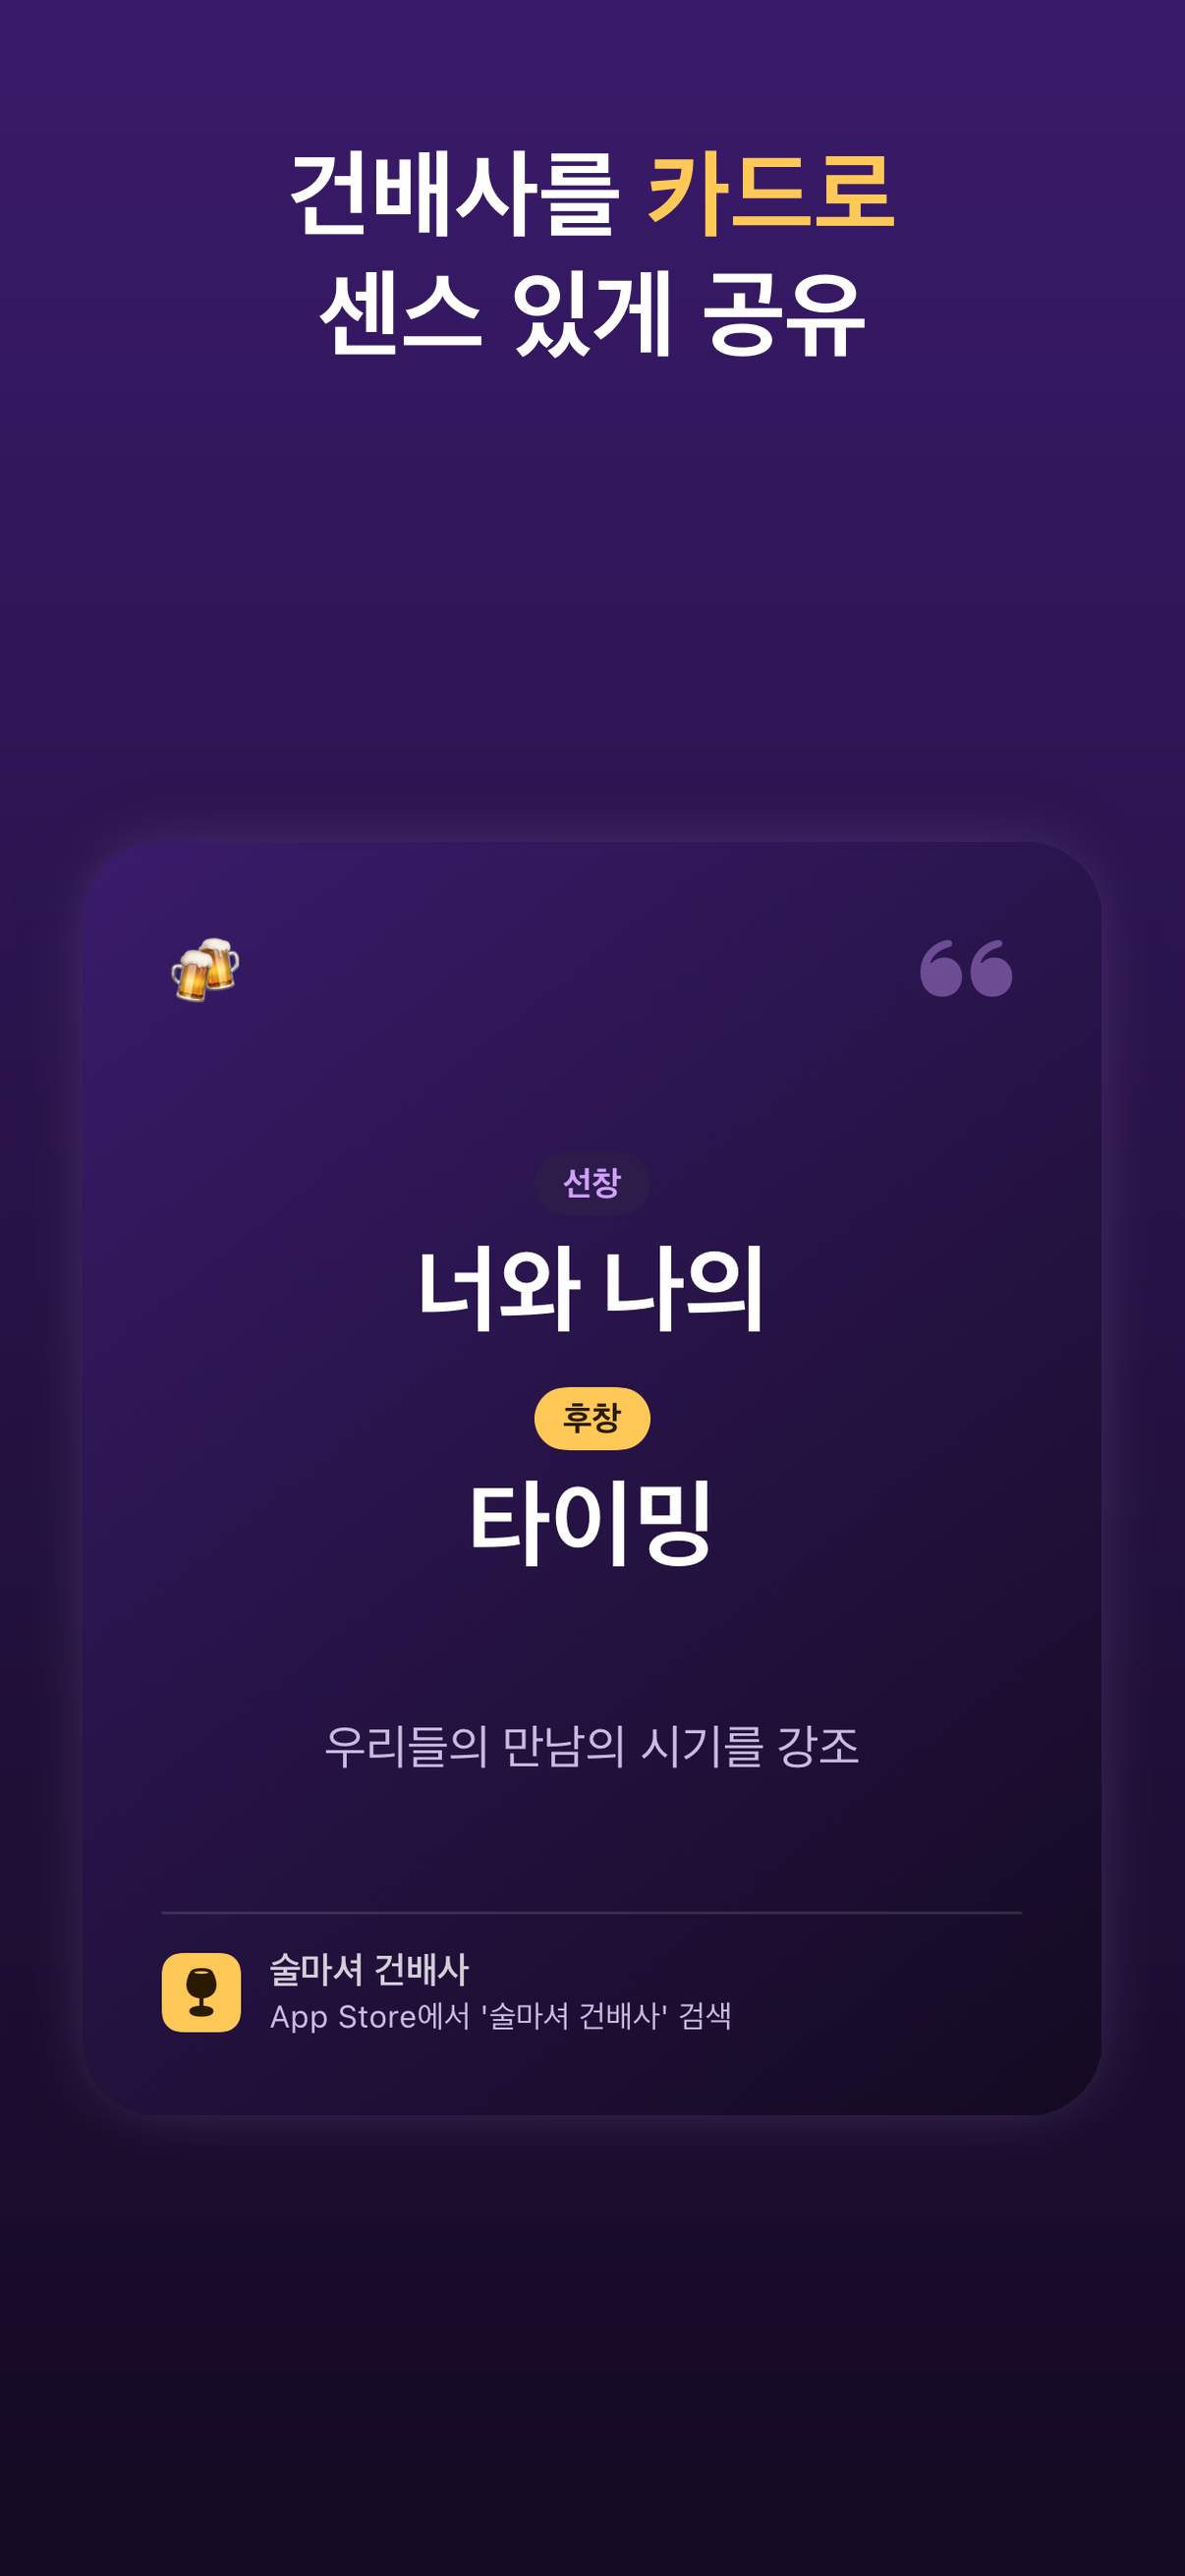 건배사를 카드로
센스 있게 공유
선창
너와 나의
후창
타이밍
우리들의 만남의 시기를 강조
술마셔 건배사
App Store에서 '술마셔 건배사' 검색